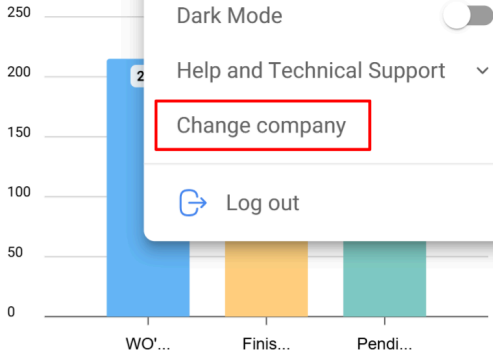 250
Dark Mode
200
2
Help and Technical Support
150
Change company
100
Log out
50
0
WO'...
Finis...
Pendi...